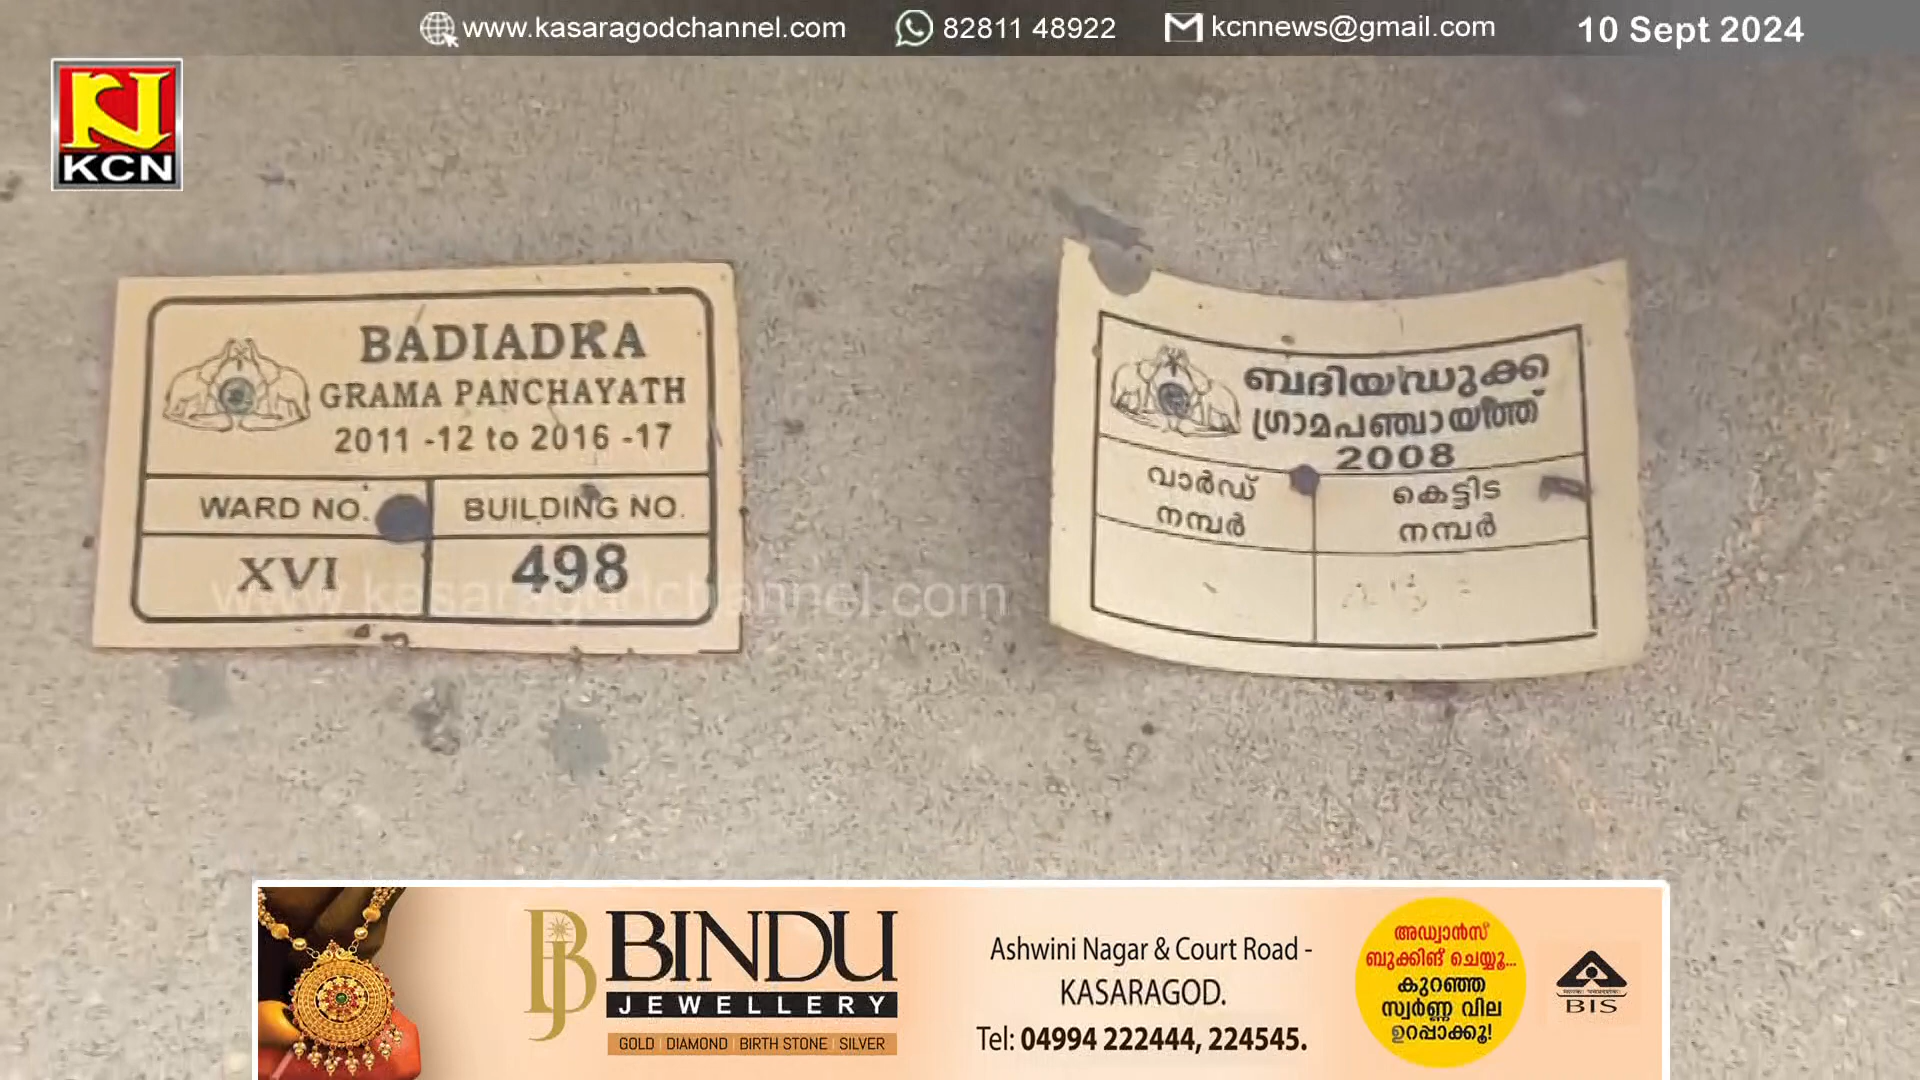 www.kasaragodchannel.com
82811 48922
kcnnews@gmail.com
10 Sept 2024
KCN
BADIADKA
GRAMA PANCHAYATH
2011 -12 to 2016 -17
WARD NO.
BUILDING NO.
XVI
498
ബദിയഡുക്ക
ഗ്രാമപഞ്ചായത്ത്
2008
വാർഡ്
നമ്പർ
കെട്ടിട
നമ്പർ
www.kasaragodchannel.com
BJ
BINDU
JEWELLERY
GOLD | DIAMOND | BIRTH STONE | SILVER
Ashwini Nagar & Court Road -
KASARAGOD.
Tel: 04994 222444, 224545.
അഡ്വാൻസ്
ബുക്കിങ് ചെയ്യൂ...
കുറഞ്ഞ
സ്വർണ്ണ വില
ഉറപ്പാക്കൂ!
BIS